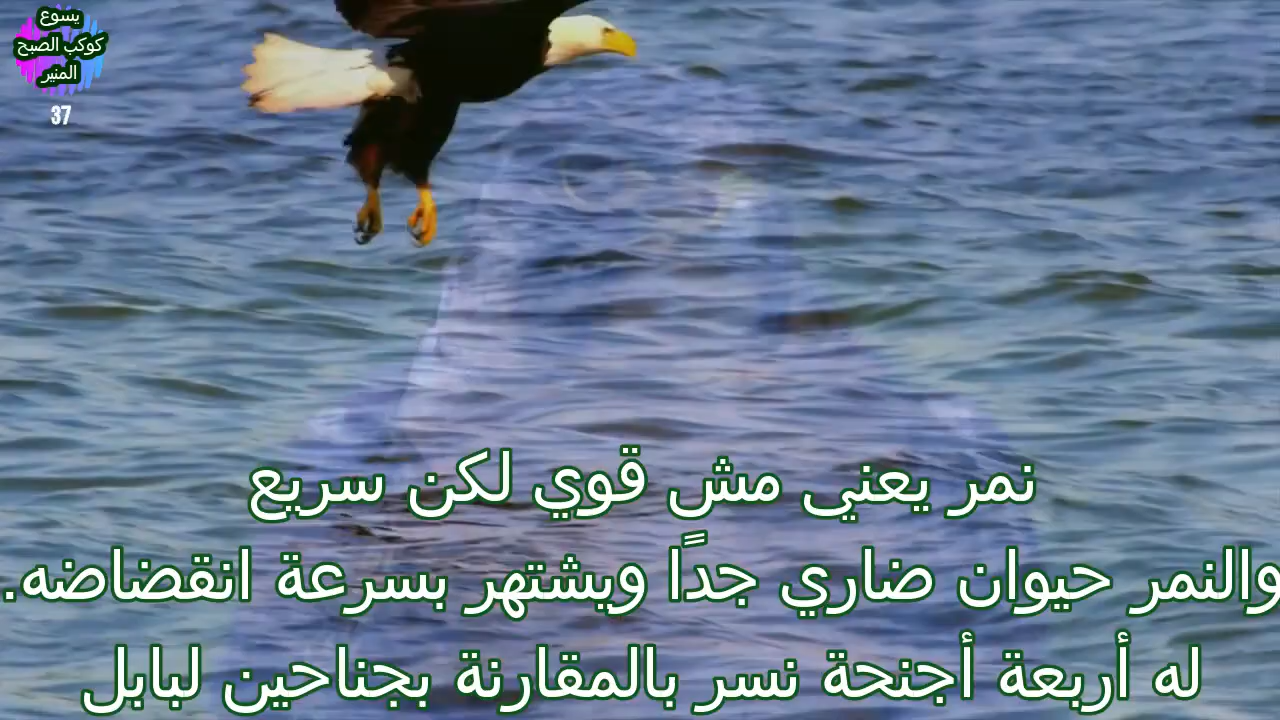 يسوع
كوكب الصبح
المنير
37
نمر يعني مش قوي لكن سريع
والنمر حيوان ضاري جدًا ويشتهر بسرعة انقضاضه.
له أربعة أجنحة نسر بالمقارنة بجناحين لبابل